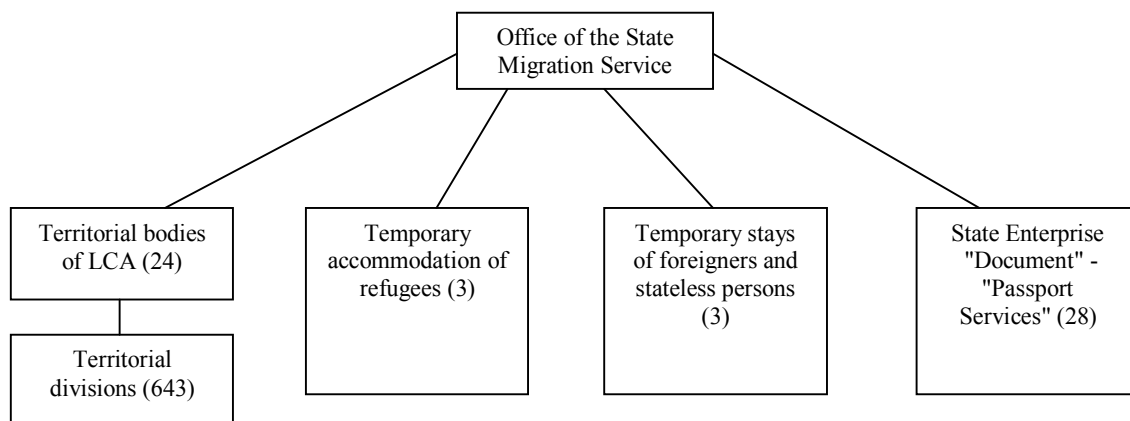 Office of the State
Migration Service
Territorial bodies
of LCA (24)
Temporary
accommodation of
refugees (3)
Temporary stays
of foreigners and
stateless persons
(3)
State Enterprise
"Document" -
"Passport
Services" (28)
Territorial
divisions (643)